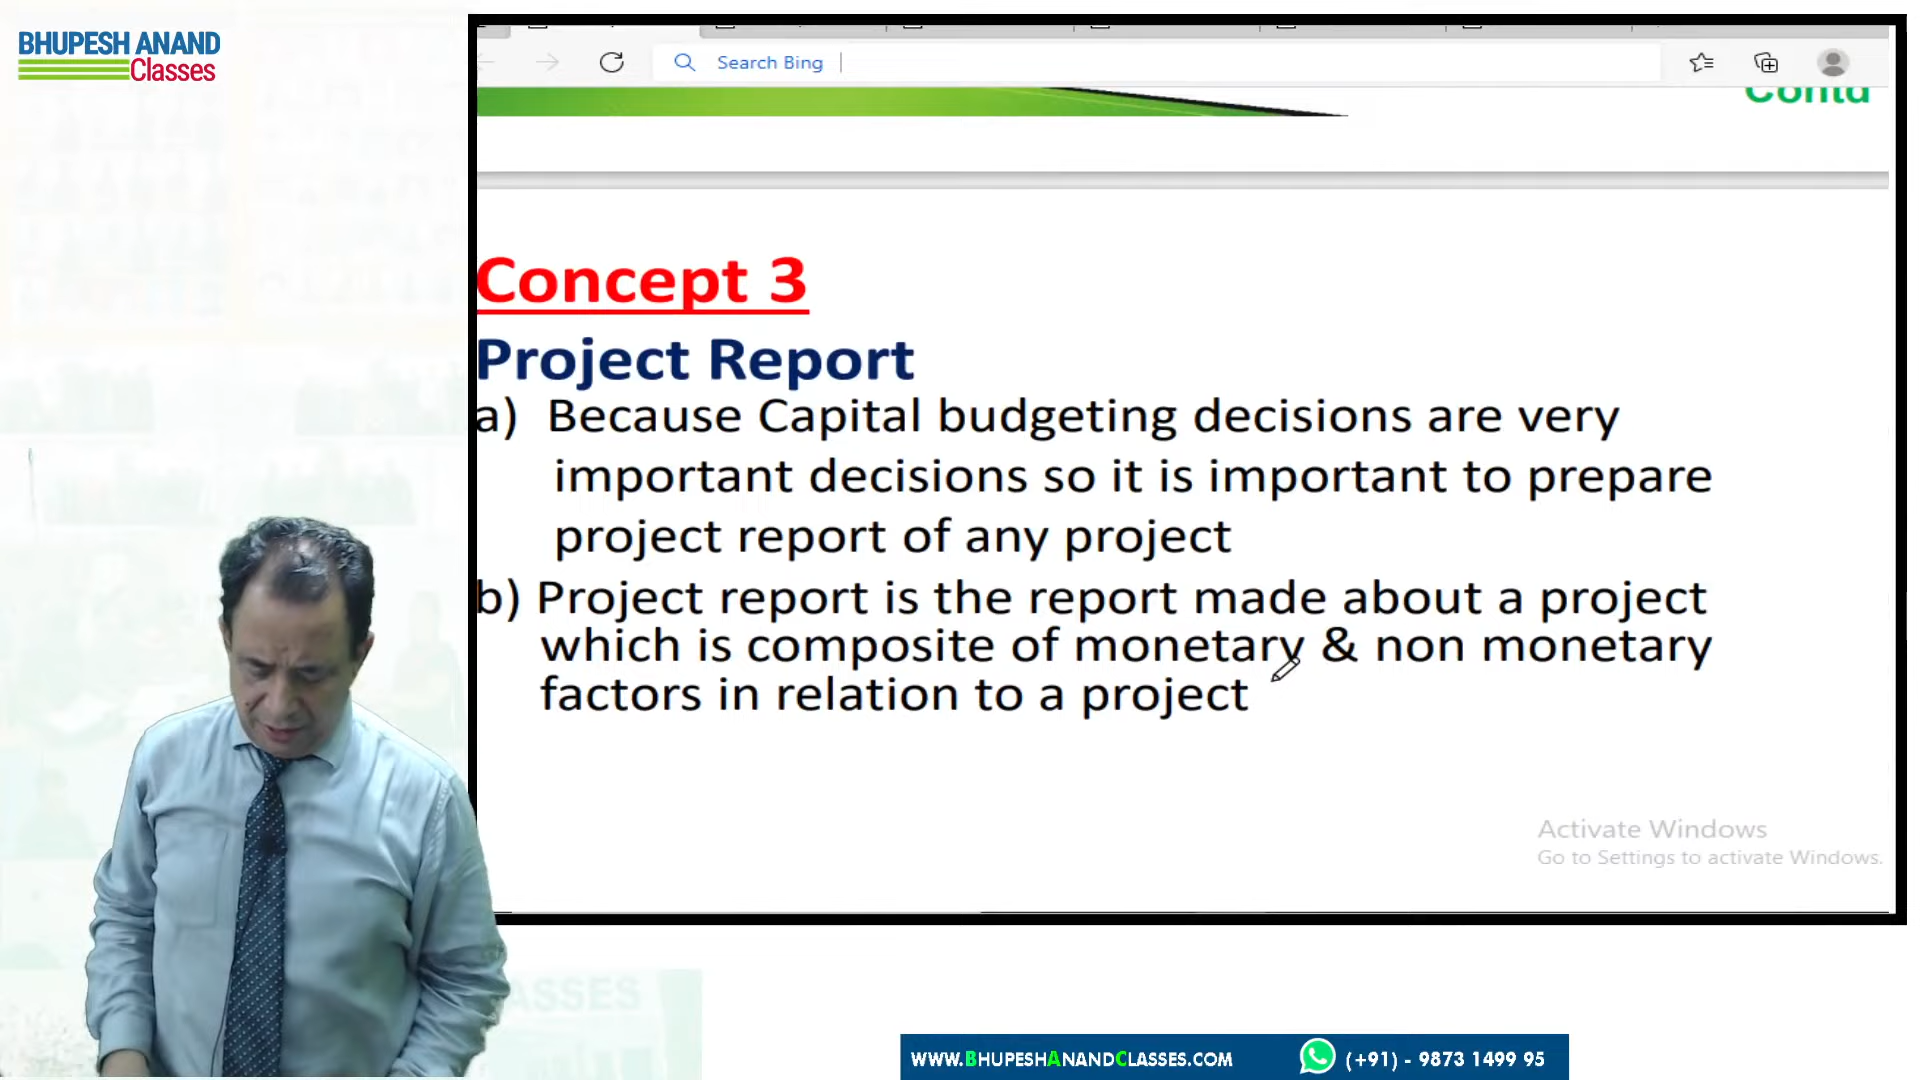 BHUPESH ANAND
Classes
Search Bing
Contd
Concept 3
Project Report
a) Because Capital budgeting decisions are very
important decisions so it is important to prepare
project report of any project
b) Project report is the report made about a project
which is composite of monetary & non monetary
factors in relation to a project
Activate Windows
Go to Settings to activate Windows.
ASSES
WWW.BHUPESHANANDCLASSES.COM (+91) - 9873 1499 95